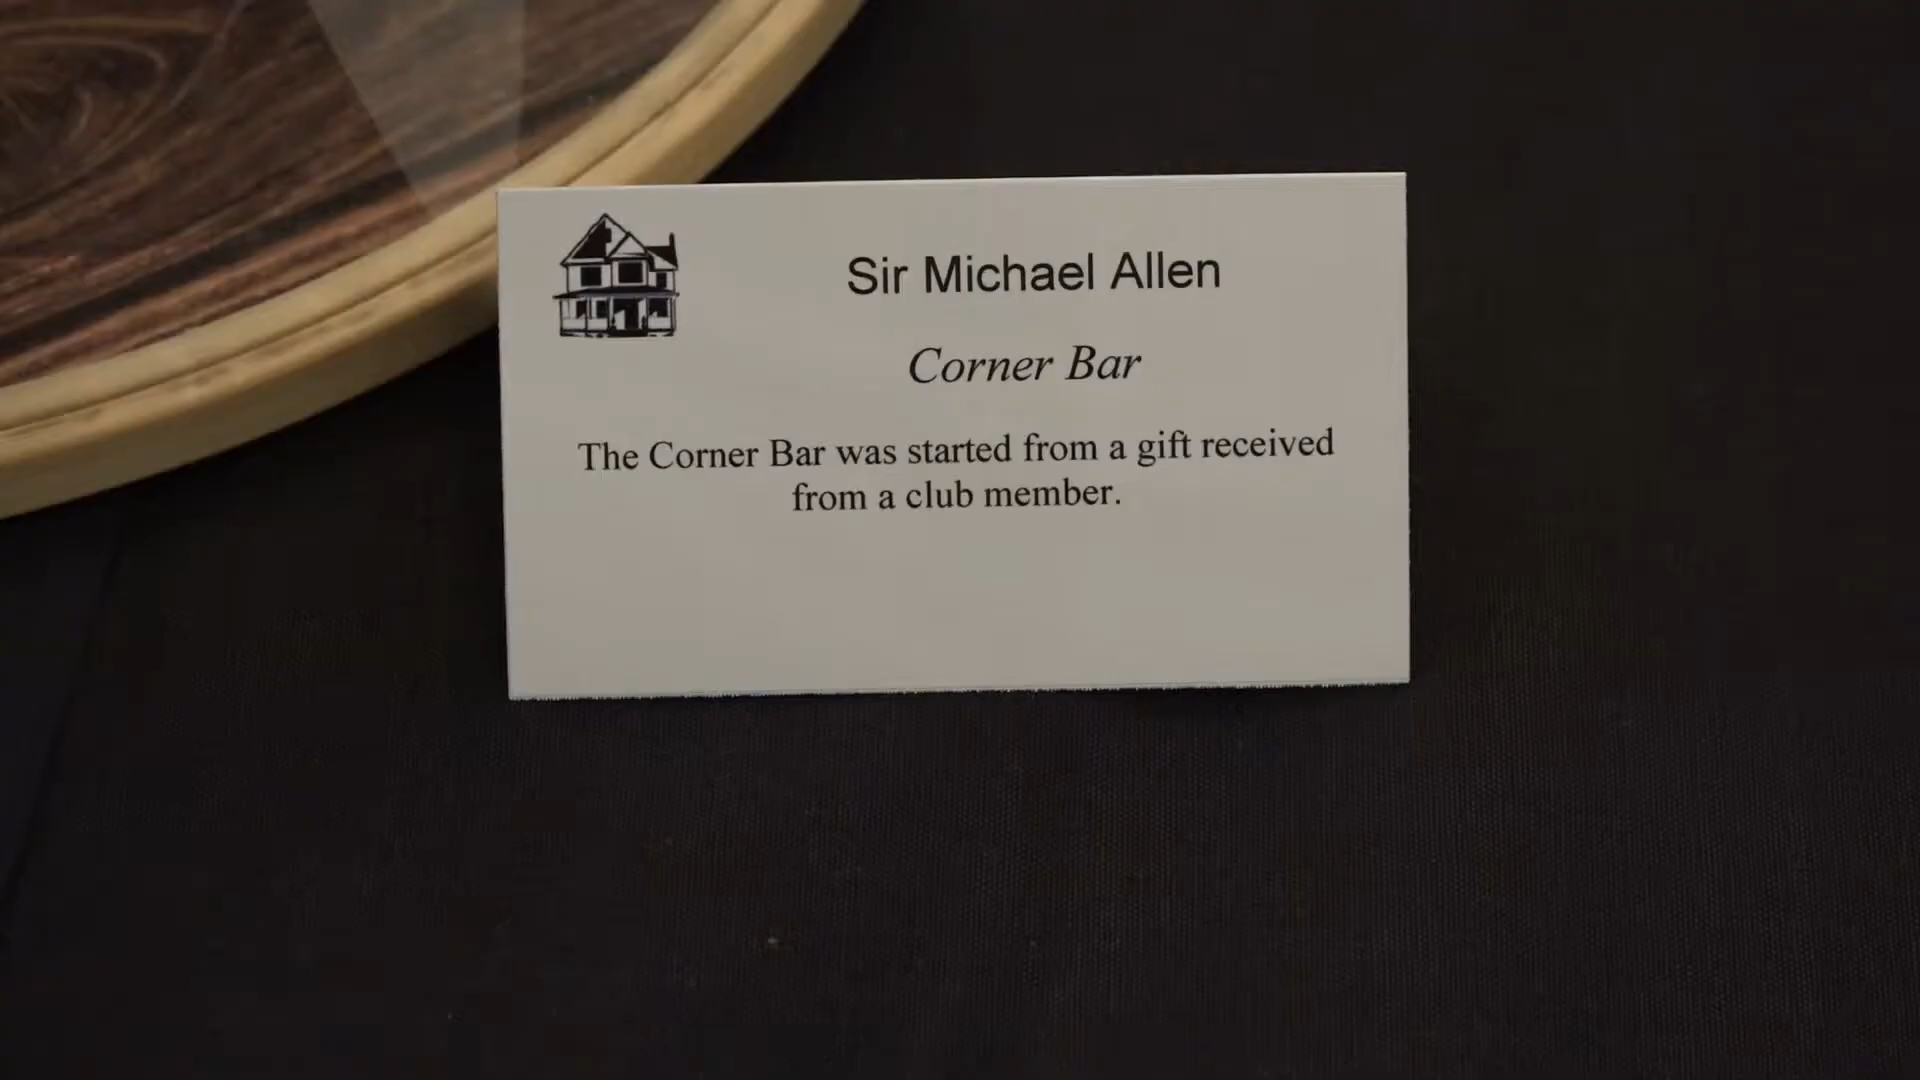 Sir Michael Allen
Corner Bar
The Corner Bar was started from a gift received
from a club member.